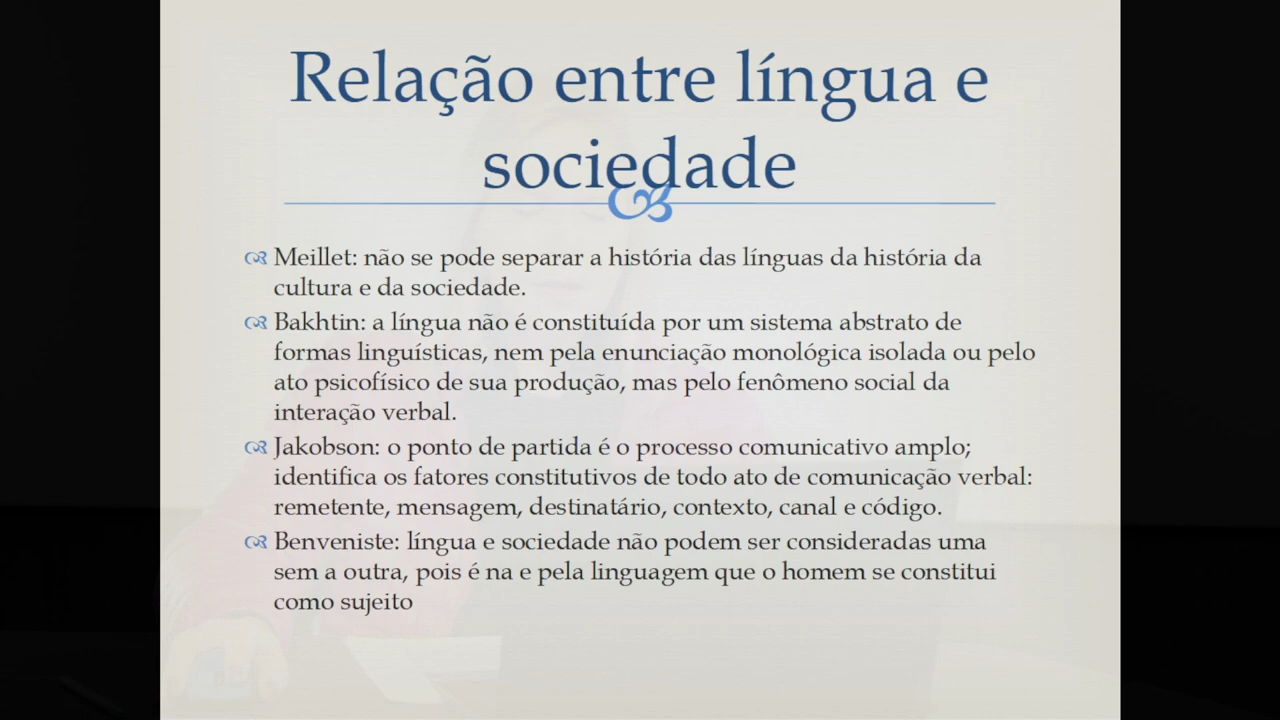 Relação entre língua e
sociedade
Meillet: não se pode separar a história das línguas da história da
cultura e da sociedade.
Bakhtin: a língua não é constituída por um sistema abstrato de
formas linguísticas, nem pela enunciação monológica isolada ou pelo
ato psicofísico de sua produção, mas pelo fenômeno social da
interação verbal.
Jakobson: o ponto de partida é o processo comunicativo amplo;
identifica os fatores constitutivos de todo ato de comunicação verbal:
remetente, mensagem, destinatário, contexto, canal e código.
Benveniste: língua e sociedade não podem ser consideradas uma
sem a outra, pois é na e pela linguagem que o homem se constitui
como sujeito